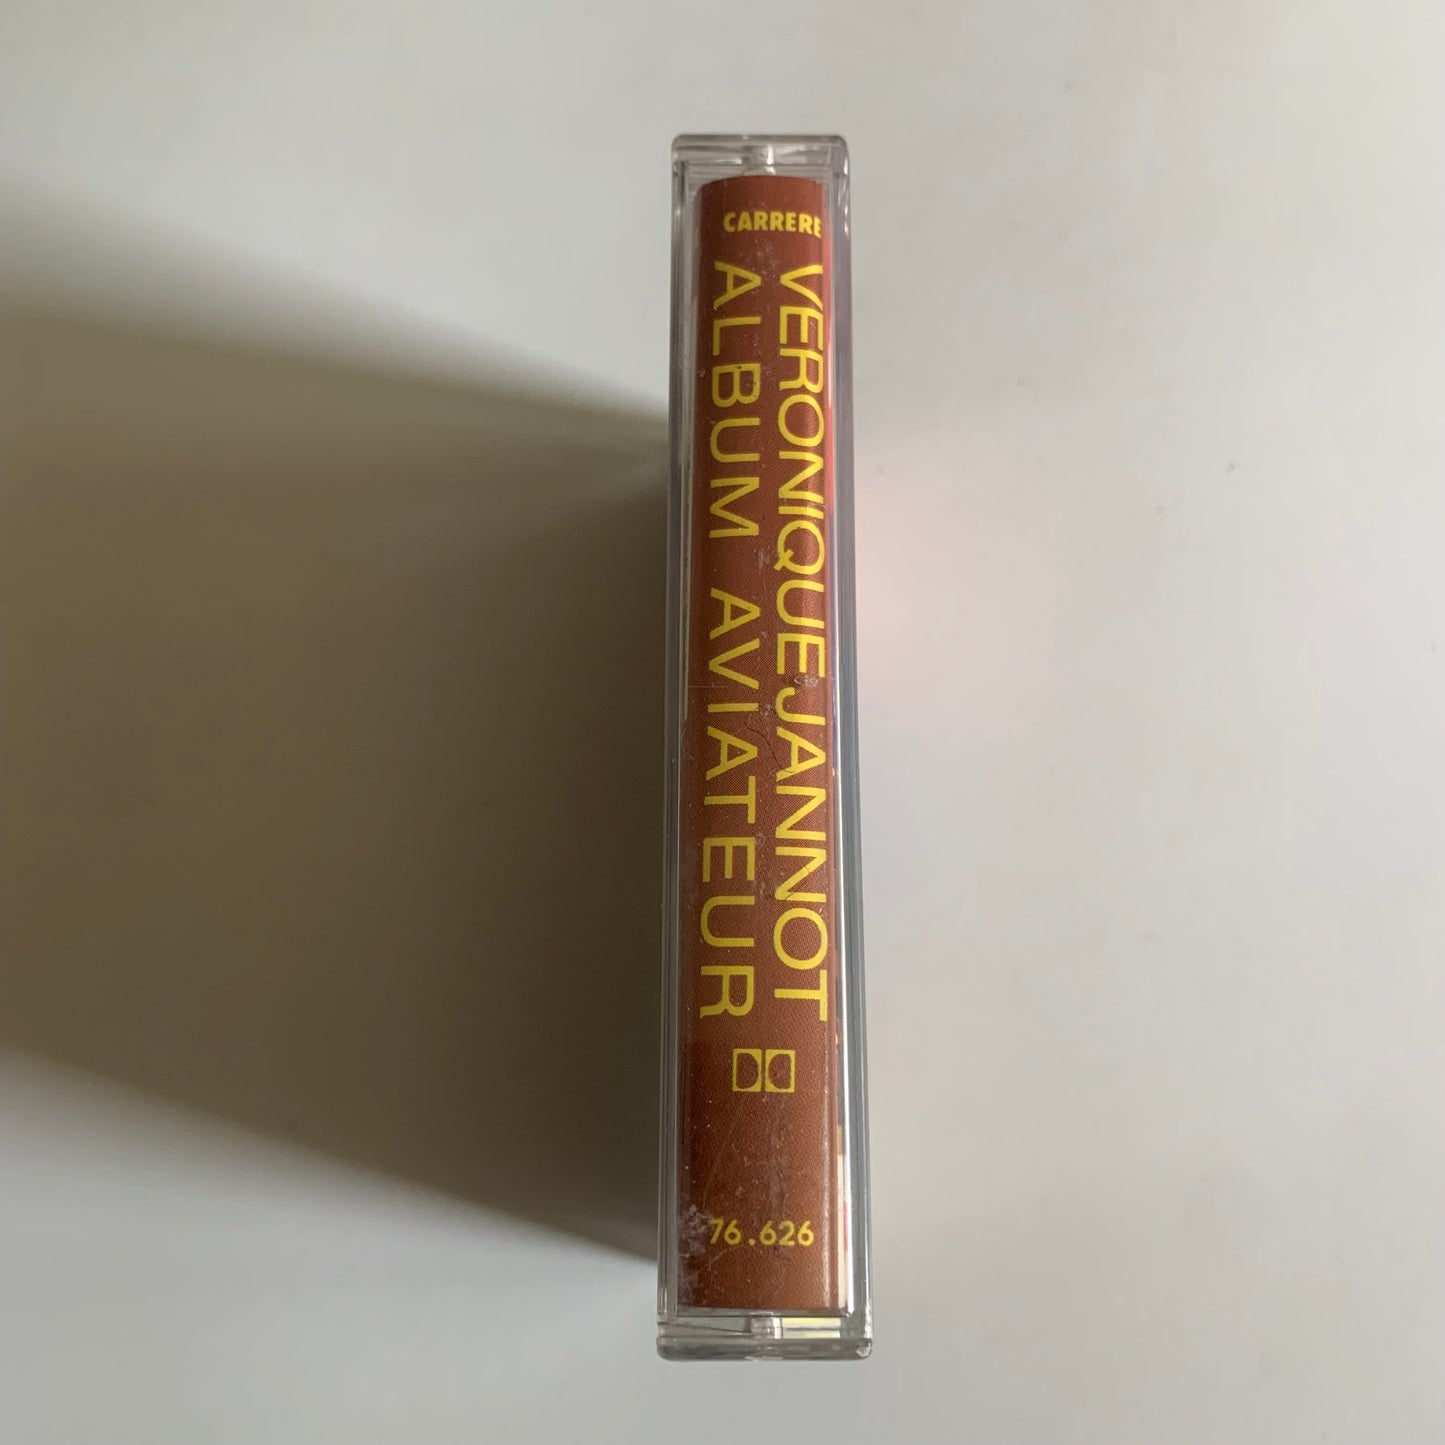 CARRERE
VERONIQUE JANNOT
ALBUM AVIATEUR
76.626